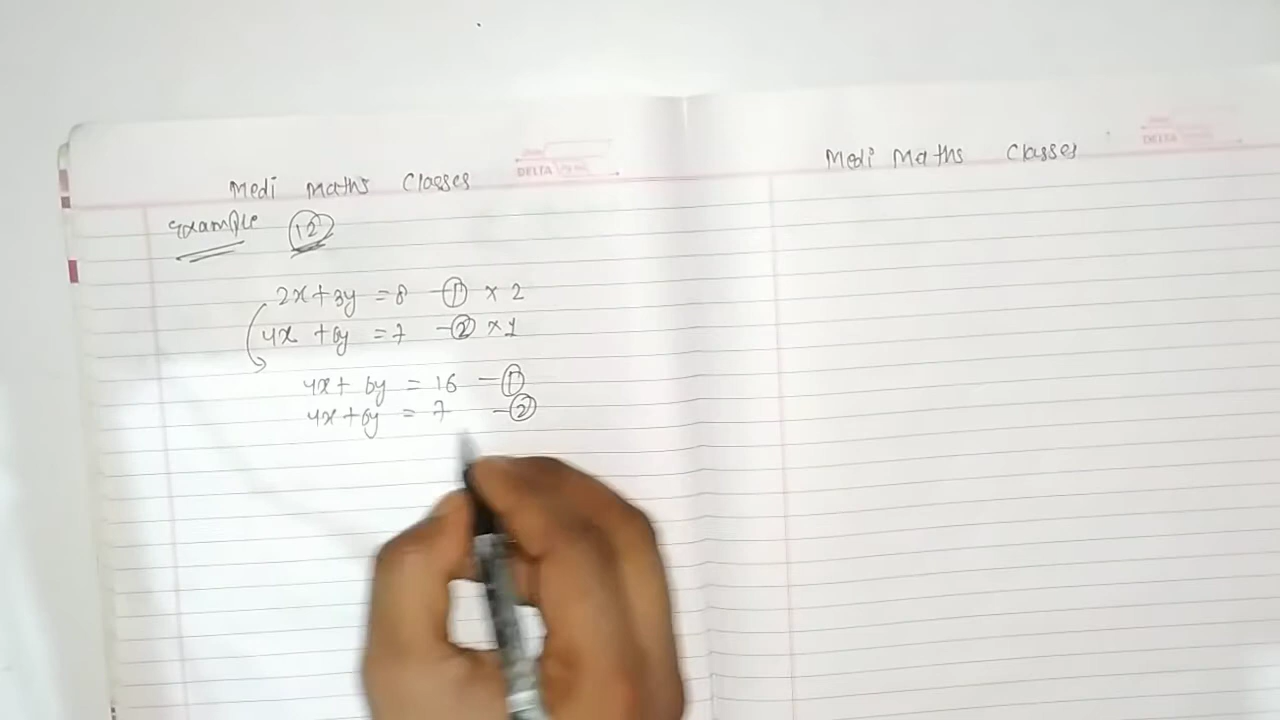 Medi Maths Classes
DELTA
Example 12
2x+3y = 8 —① × 2
4x + 6y = 7 —② × 1
4x + 6y = 16 —①
4x + 6y = 7 —②
Medi Maths Classes
DELTA